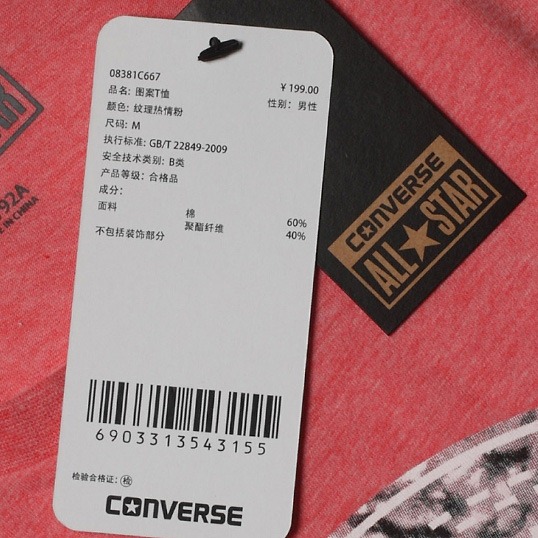 08381C667
品名: 图案T恤 ¥199.00
颜色: 纹理热情粉 性别: 男性
尺码: M
执行标准: GB/T 22849-2009
安全技术类别: B类
产品等级: 合格品
成分:
面料 棉 60%
聚酯纤维 40%
不包括装饰部分
6903313543155
检验合格证: 检
CONVERSE
CONVERSE
ALL STAR
92A
IN CHINA